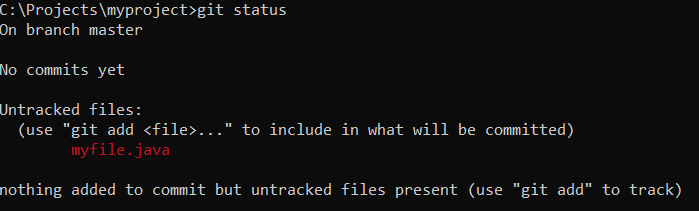 C:\Projects\myproject>git status
On branch master
No commits yet
Untracked files:
(use "git add <file>..." to include in what will be committed)
myfile.java
nothing added to commit but untracked files present (use "git add" to track)